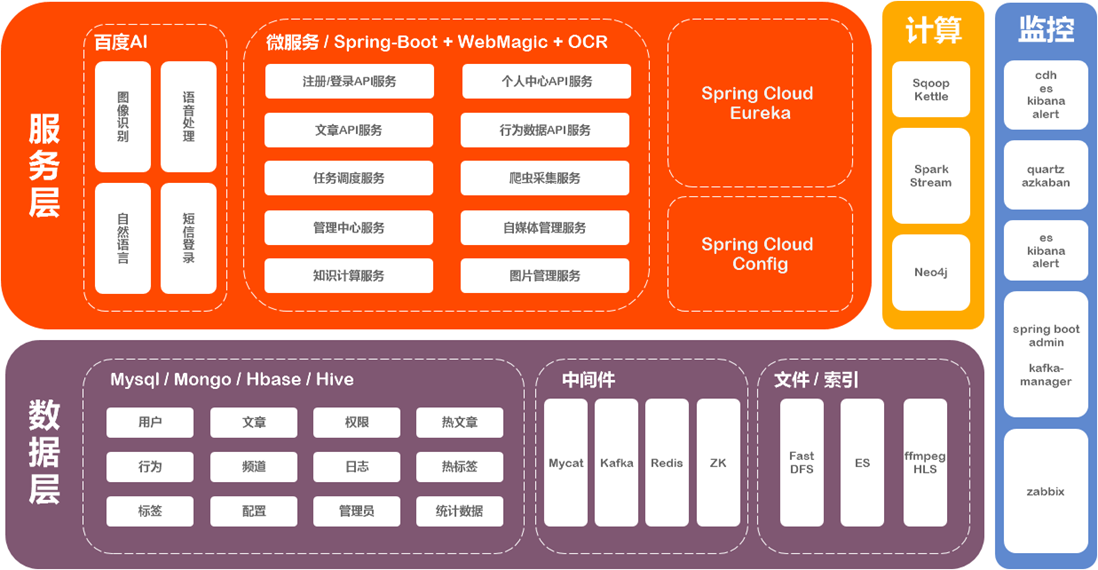 服务层
百度AI
图像识别
语音处理
自然语言
短信登录
微服务 / Spring-Boot + WebMagic + OCR
注册/登录API服务
个人中心API服务
文章API服务
行为数据API服务
任务调度服务
爬虫采集服务
管理中心服务
自媒体管理服务
知识计算服务
图片管理服务
Spring Cloud
Eureka
Spring Cloud
Config
计算
Sqoop
Kettle
Spark
Stream
Neo4j
监控
cdh
es
kibana
alert
quartz
azkaban
es
kibana
alert
spring boot
admin
kafka-
manager
zabbix
数据层
Mysql / Mongo / Hbase / Hive
用户
文章
权限
热文章
行为
频道
日志
热标签
标签
配置
管理员
统计数据
中间件
Mycat
Kafka
Redis
ZK
文件 / 索引
Fast
DFS
ES
ffmpeg
HLS